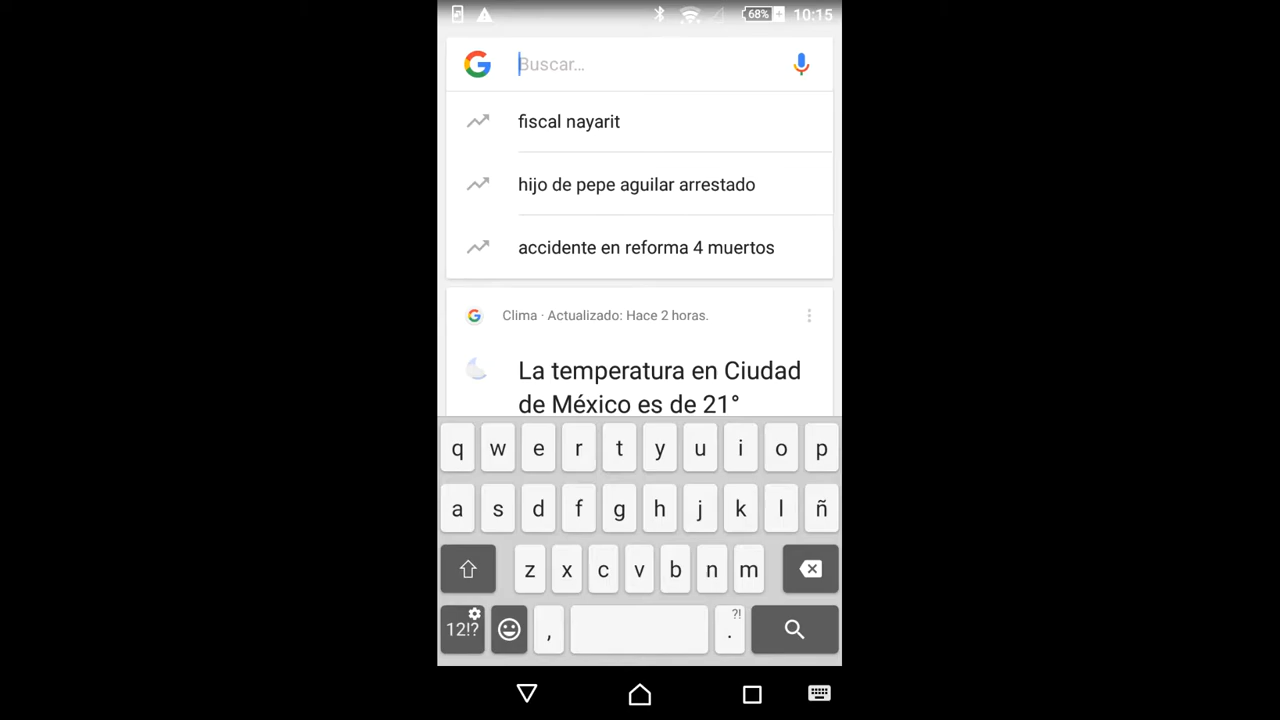 68% 10:15
Buscar...
fiscal nayarit
hijo de pepe aguilar arrestado
accidente en reforma 4 muertos
Clima · Actualizado: Hace 2 horas.
La temperatura en Ciudad
de México es de 21°
q w e r t y u i o p
a s d f g h j k l ñ
z x c v b n m
12!? , . ?!